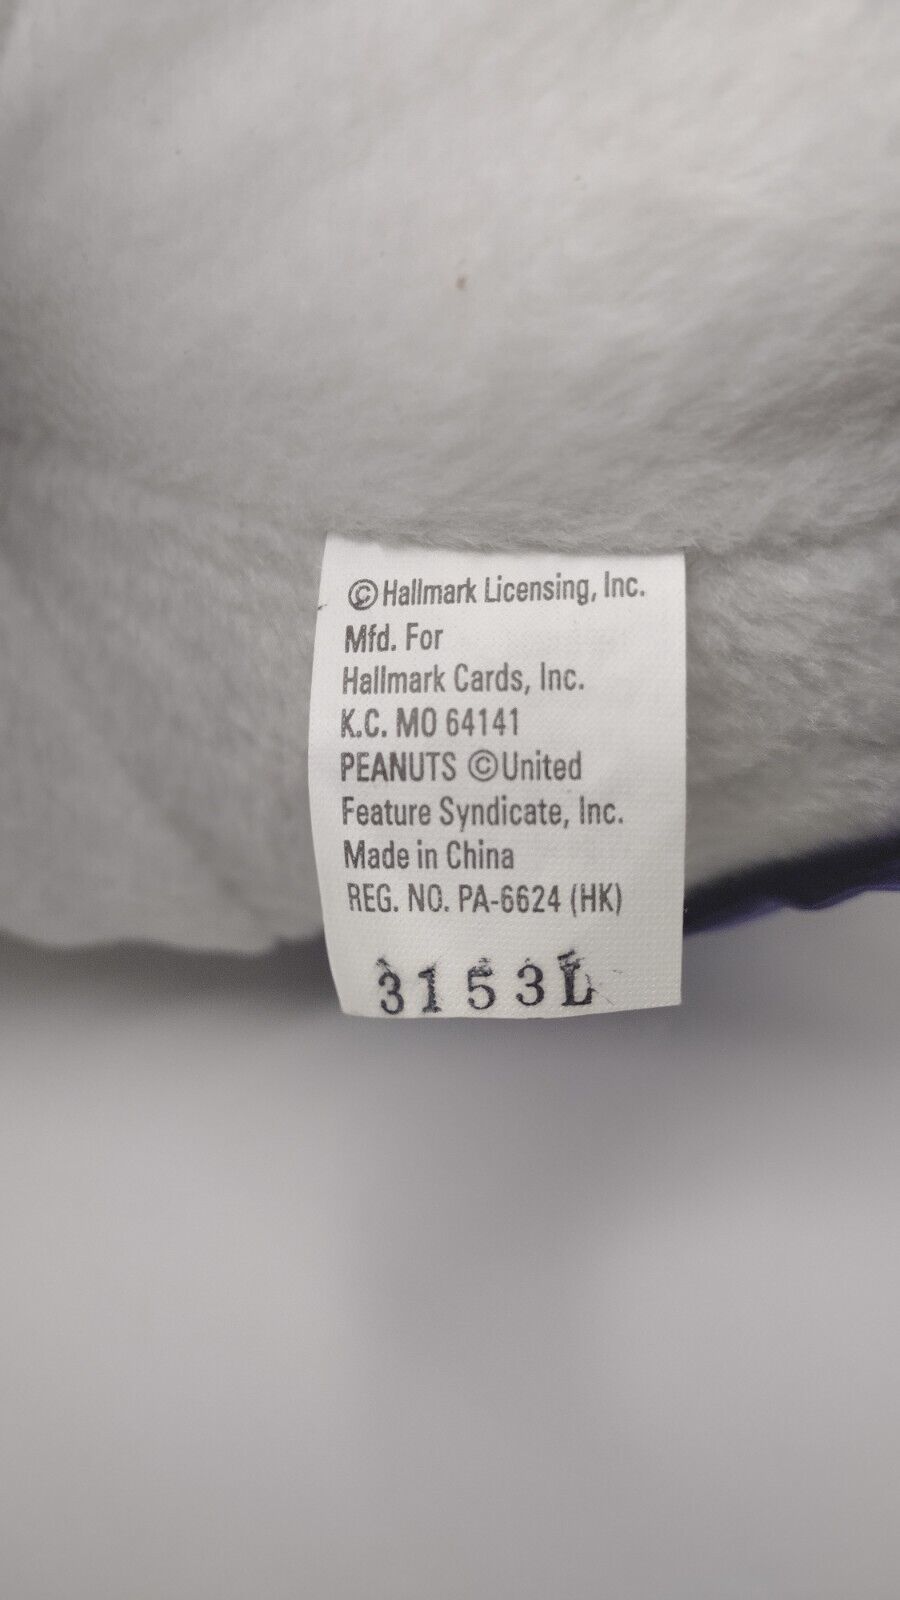 ©Hallmark Licensing, Inc.
Mfd. For
Hallmark Cards, Inc.
K.C. MO 64141
PEANUTS ©United
Feature Syndicate, Inc.
Made in China
REG. NO. PA-6624 (HK)
3153L